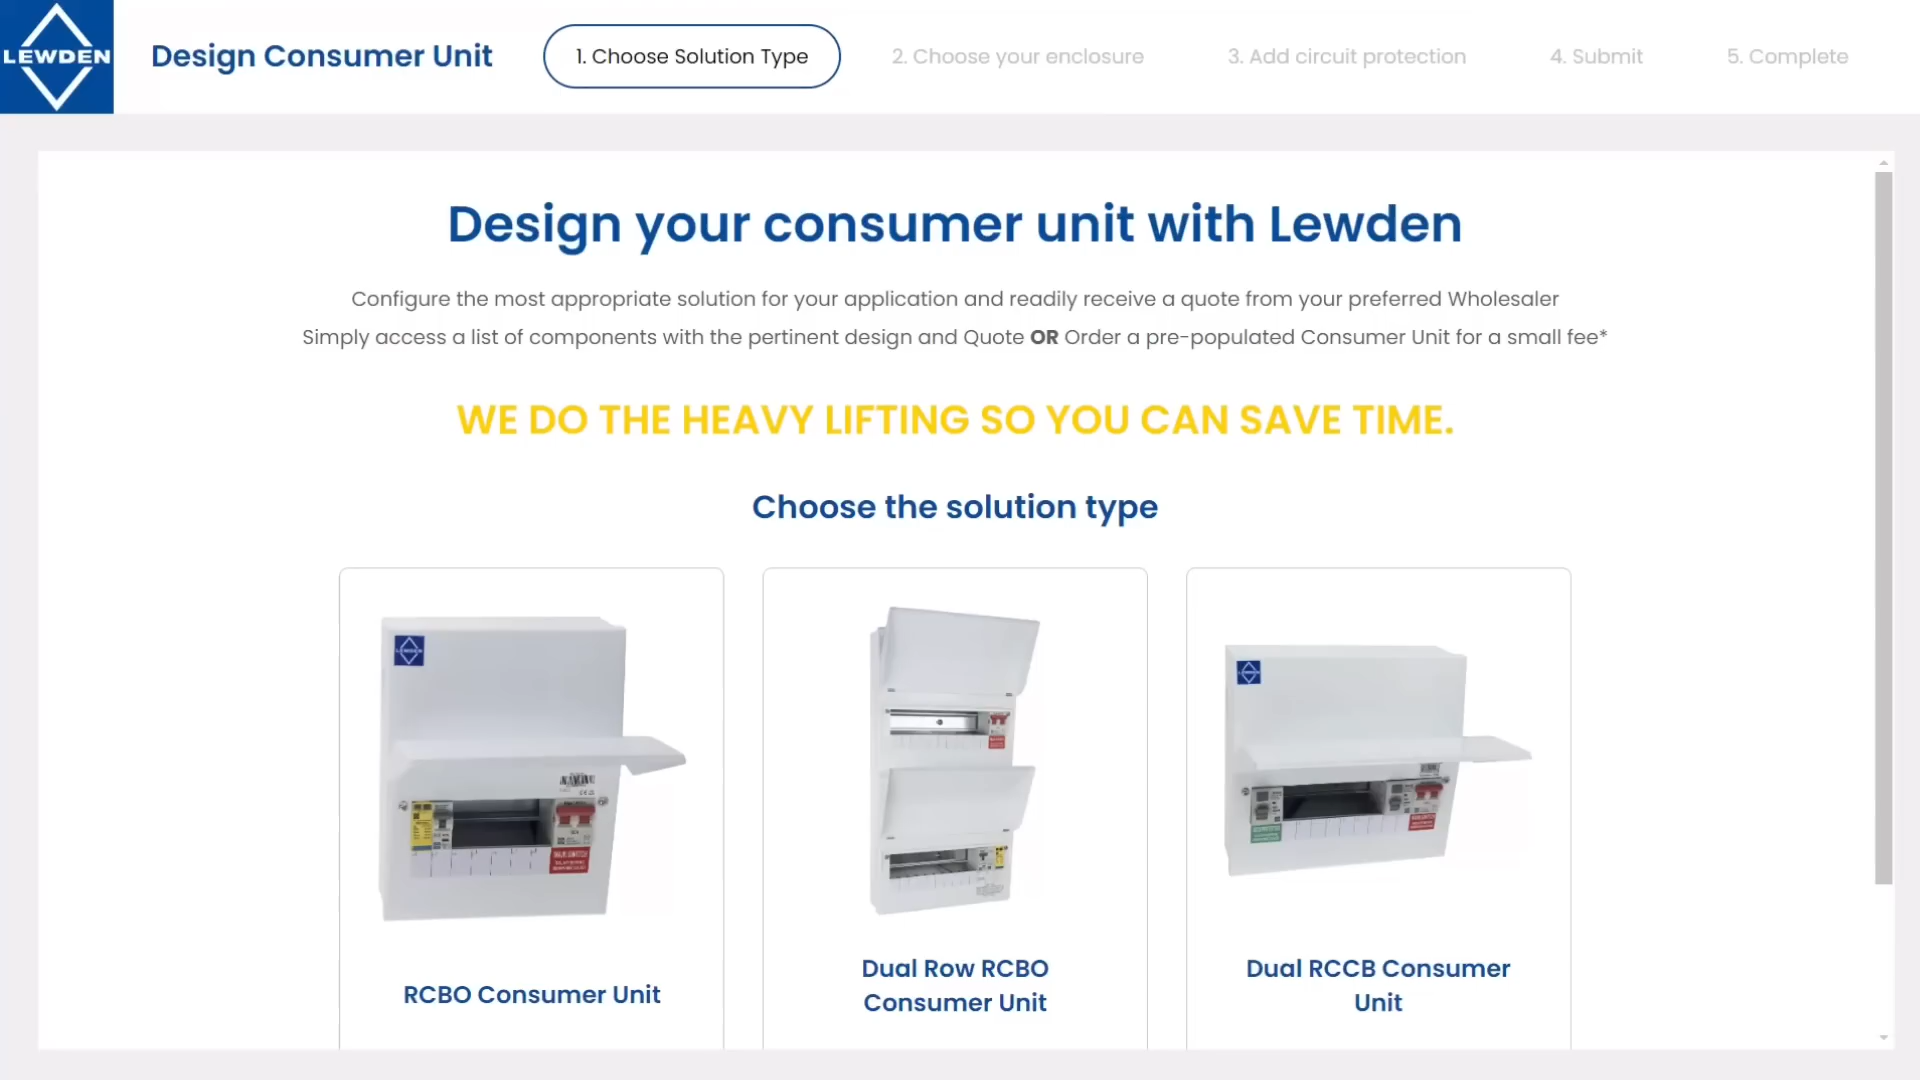 LEWDEN
Design Consumer Unit
1. Choose Solution Type
2. Choose your enclosure
3. Add circuit protection
4. Submit
5. Complete
Design your consumer unit with Lewden
Configure the most appropriate solution for your application and readily receive a quote from your preferred Wholesaler
Simply access a list of components with the pertinent design and Quote OR Order a pre-populated Consumer Unit for a small fee*
WE DO THE HEAVY LIFTING SO YOU CAN SAVE TIME.
Choose the solution type
LEWDEN
MAIN SWITCH
RCBO Consumer Unit
Dual Row RCBO
Consumer Unit
Dual RCCB Consumer
Unit